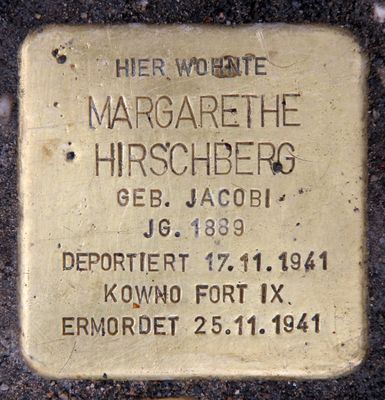 HIER WOHNTE
MARGARETHE
HIRSCHBERG
GEB. JACOBI
JG. 1889
DEPORTIERT 17.11.1941
KOWNO FORT IX
ERMORDET 25.11.1941